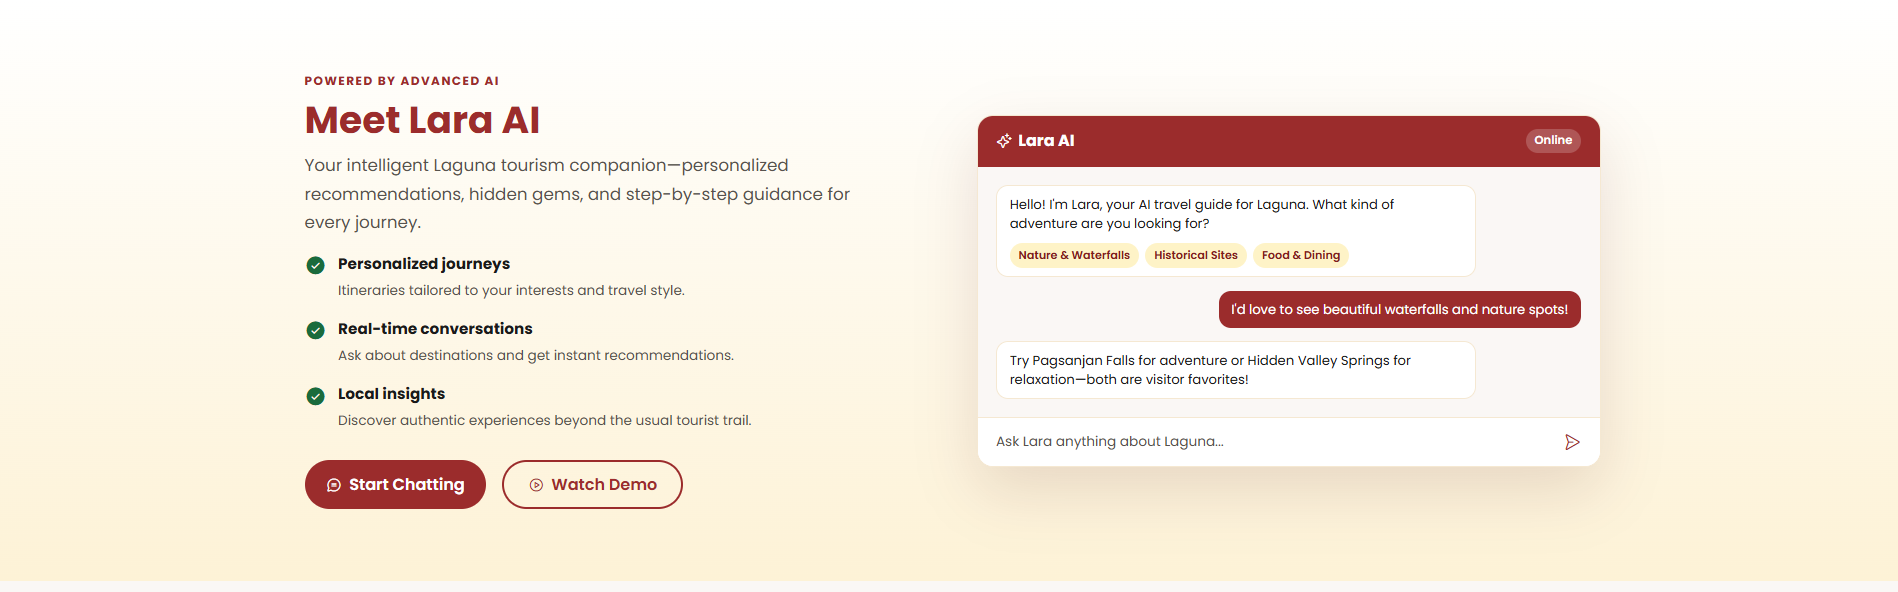 POWERED BY ADVANCED AI
Meet Lara AI
Your intelligent Laguna tourism companion—personalized
recommendations, hidden gems, and step-by-step guidance for
every journey.
Personalized journeys
Itineraries tailored to your interests and travel style.
Real-time conversations
Ask about destinations and get instant recommendations.
Local insights
Discover authentic experiences beyond the usual tourist trail.
Start Chatting
Watch Demo
Lara AI
Online
Hello! I'm Lara, your AI travel guide for Laguna. What kind of
adventure are you looking for?
Nature & Waterfalls
Historical Sites
Food & Dining
I'd love to see beautiful waterfalls and nature spots!
Try Pagsanjan Falls for adventure or Hidden Valley Springs for
relaxation—both are visitor favorites!
Ask Lara anything about Laguna...